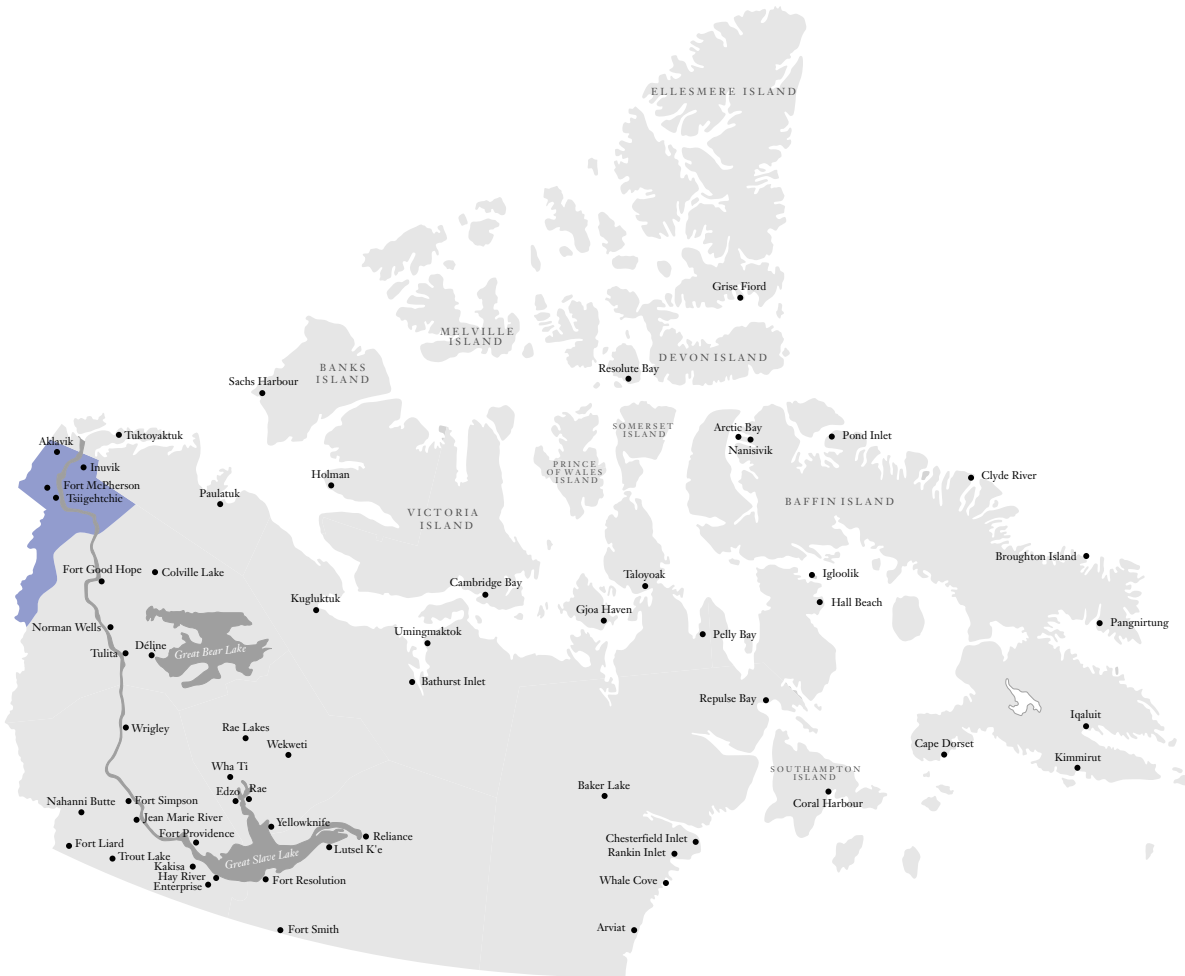 ELLESMERE ISLAND
Grise Fiord
MELVILLE
ISLAND
DEVON ISLAND
Resolute Bay
BANKS
ISLAND
Sachs Harbour
SOMERSET
ISLAND
Arctic Bay
Nanisivik
Pond Inlet
Aklavik
Tuktoyaktuk
Inuvik
Fort McPherson
Tsiigehtchic
Paulatuk
Holman
PRINCE
OF WALES
ISLAND
Clyde River
VICTORIA
ISLAND
BAFFIN ISLAND
Broughton Island
Fort Good Hope
Colville Lake
Cambridge Bay
Taloyoak
Igloolik
Kugluktuk
Gjoa Haven
Hall Beach
Norman Wells
Umingmaktok
Pelly Bay
Pangnirtung
Tulita
Déline
Great Bear Lake
Bathurst Inlet
Repulse Bay
Wrigley
Rae Lakes
Wekweti
Iqaluit
Cape Dorset
Kimmirut
Wha Ti
SOUTHAMPTON
ISLAND
Coral Harbour
Baker Lake
Edzo
Rae
Nahanni Butte
Fort Simpson
Jean Marie River
Yellowknife
Fort Providence
Reliance
Lutsel K'e
Fort Liard
Trout Lake
Great Slave Lake
Chesterfield Inlet
Rankin Inlet
Kakisa
Hay River
Enterprise
Fort Resolution
Whale Cove
Fort Smith
Arviat